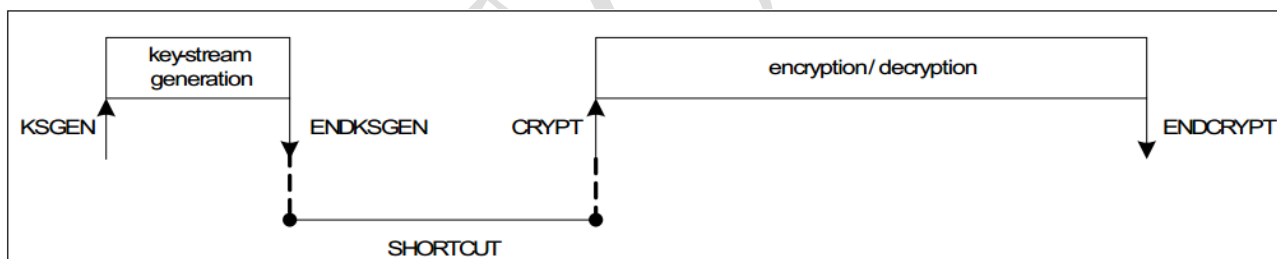 key-stream
generation
encryption/ decryption
KSGEN
ENDKSGEN
CRYPT
ENDCRYPT
SHORTCUT